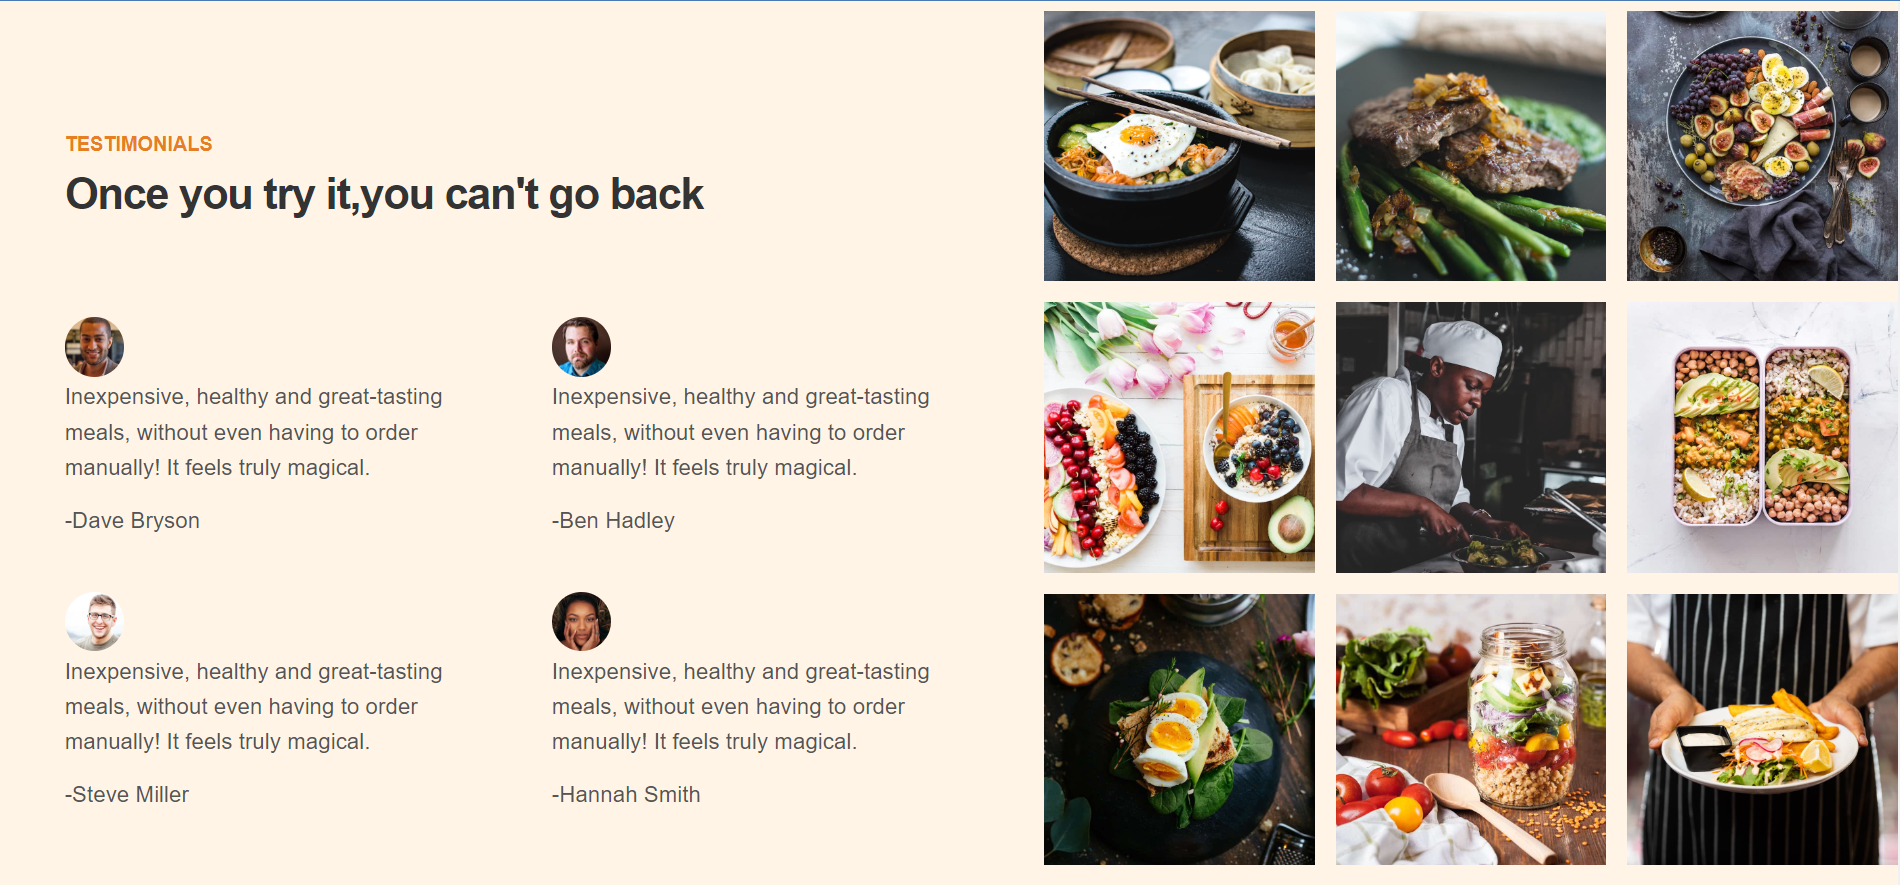 TESTIMONIALS
Once you try it,you can't go back
Inexpensive, healthy and great-tasting
meals, without even having to order
manually! It feels truly magical.
-Dave Bryson
Inexpensive, healthy and great-tasting
meals, without even having to order
manually! It feels truly magical.
-Ben Hadley
Inexpensive, healthy and great-tasting
meals, without even having to order
manually! It feels truly magical.
-Steve Miller
Inexpensive, healthy and great-tasting
meals, without even having to order
manually! It feels truly magical.
-Hannah Smith